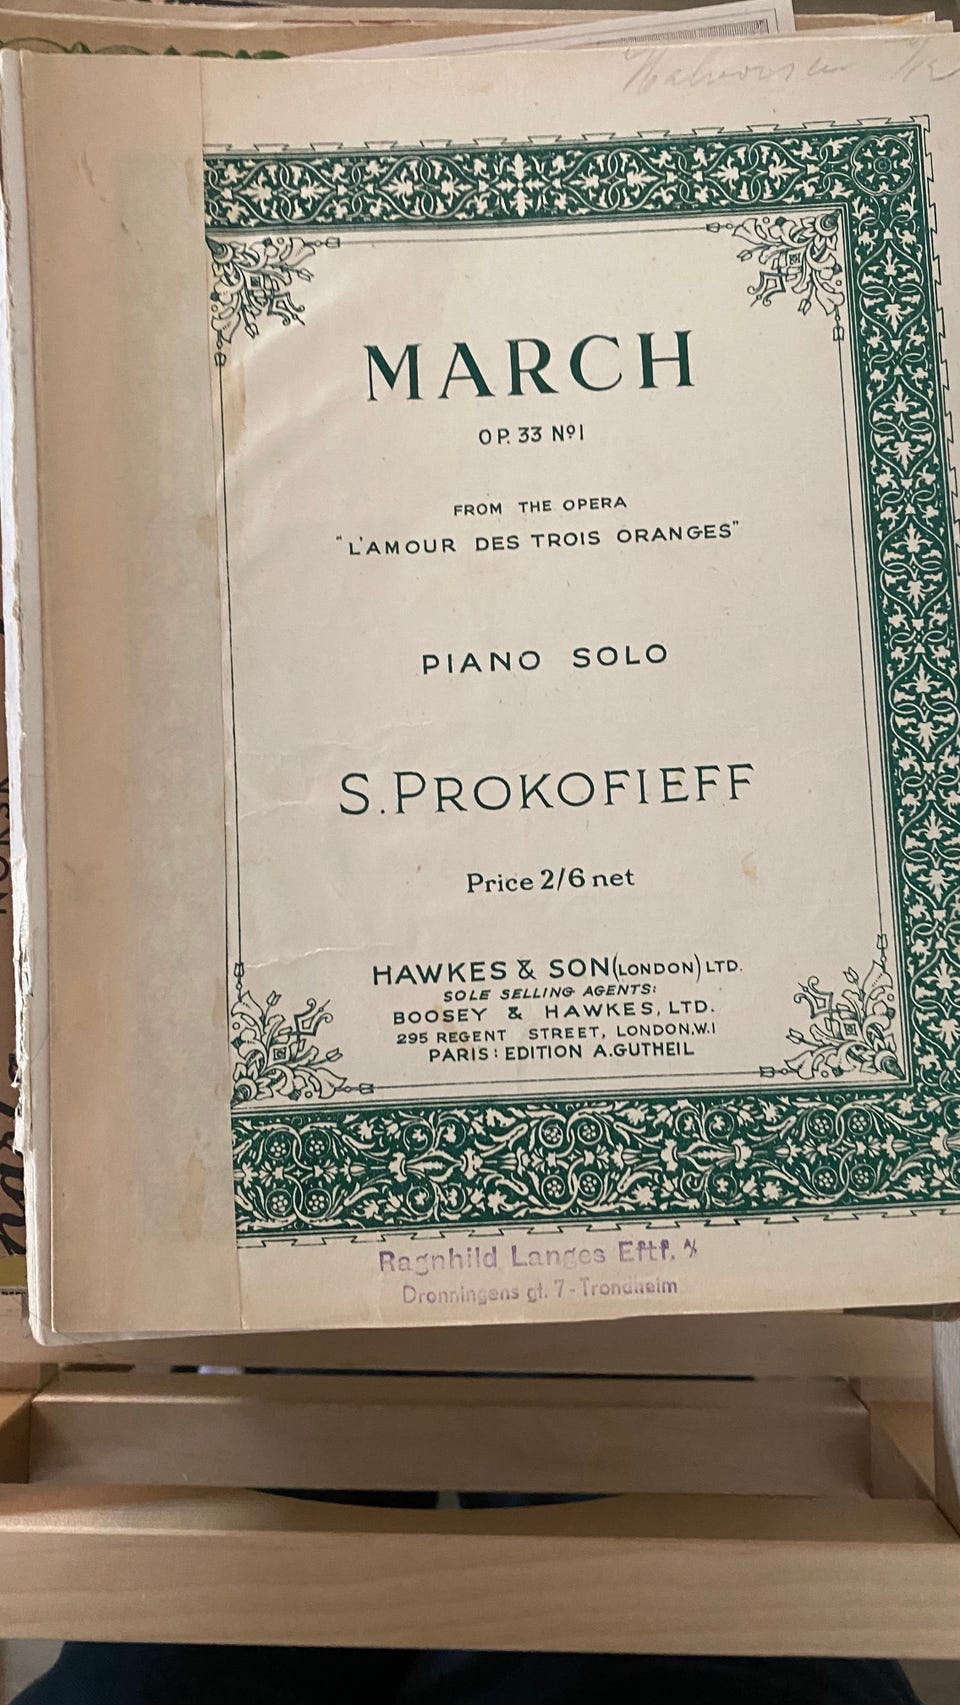 MARCH
OP. 33 Nº1
FROM THE OPERA
"L'AMOUR DES TROIS ORANGES"
PIANO SOLO
S. PROKOFIEFF
Price 2/6 net
HAWKES & SON (LONDON) LTD.
SOLE SELLING AGENTS:
BOOSEY & HAWKES, LTD.
295 REGENT STREET, LONDON.W.1
PARIS: EDITION A.GUTHEIL
Ragnhild Langes Eftf. A/S
Dronningens gt. 7 - Trondheim